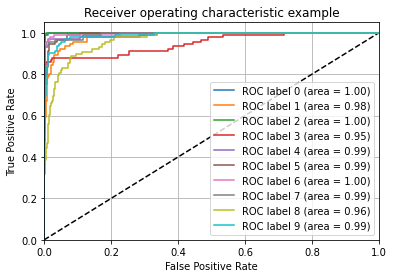 Receiver operating characteristic example
True Positive Rate
1.0
0.8
0.6
0.4
0.2
0.0
ROC label 0 (area = 1.00)
ROC label 1 (area = 0.98)
ROC label 2 (area = 1.00)
ROC label 3 (area = 0.95)
ROC label 4 (area = 0.99)
ROC label 5 (area = 0.99)
ROC label 6 (area = 1.00)
ROC label 7 (area = 0.99)
ROC label 8 (area = 0.96)
ROC label 9 (area = 0.99)
0.0 0.2 0.4 0.6 0.8 1.0
False Positive Rate